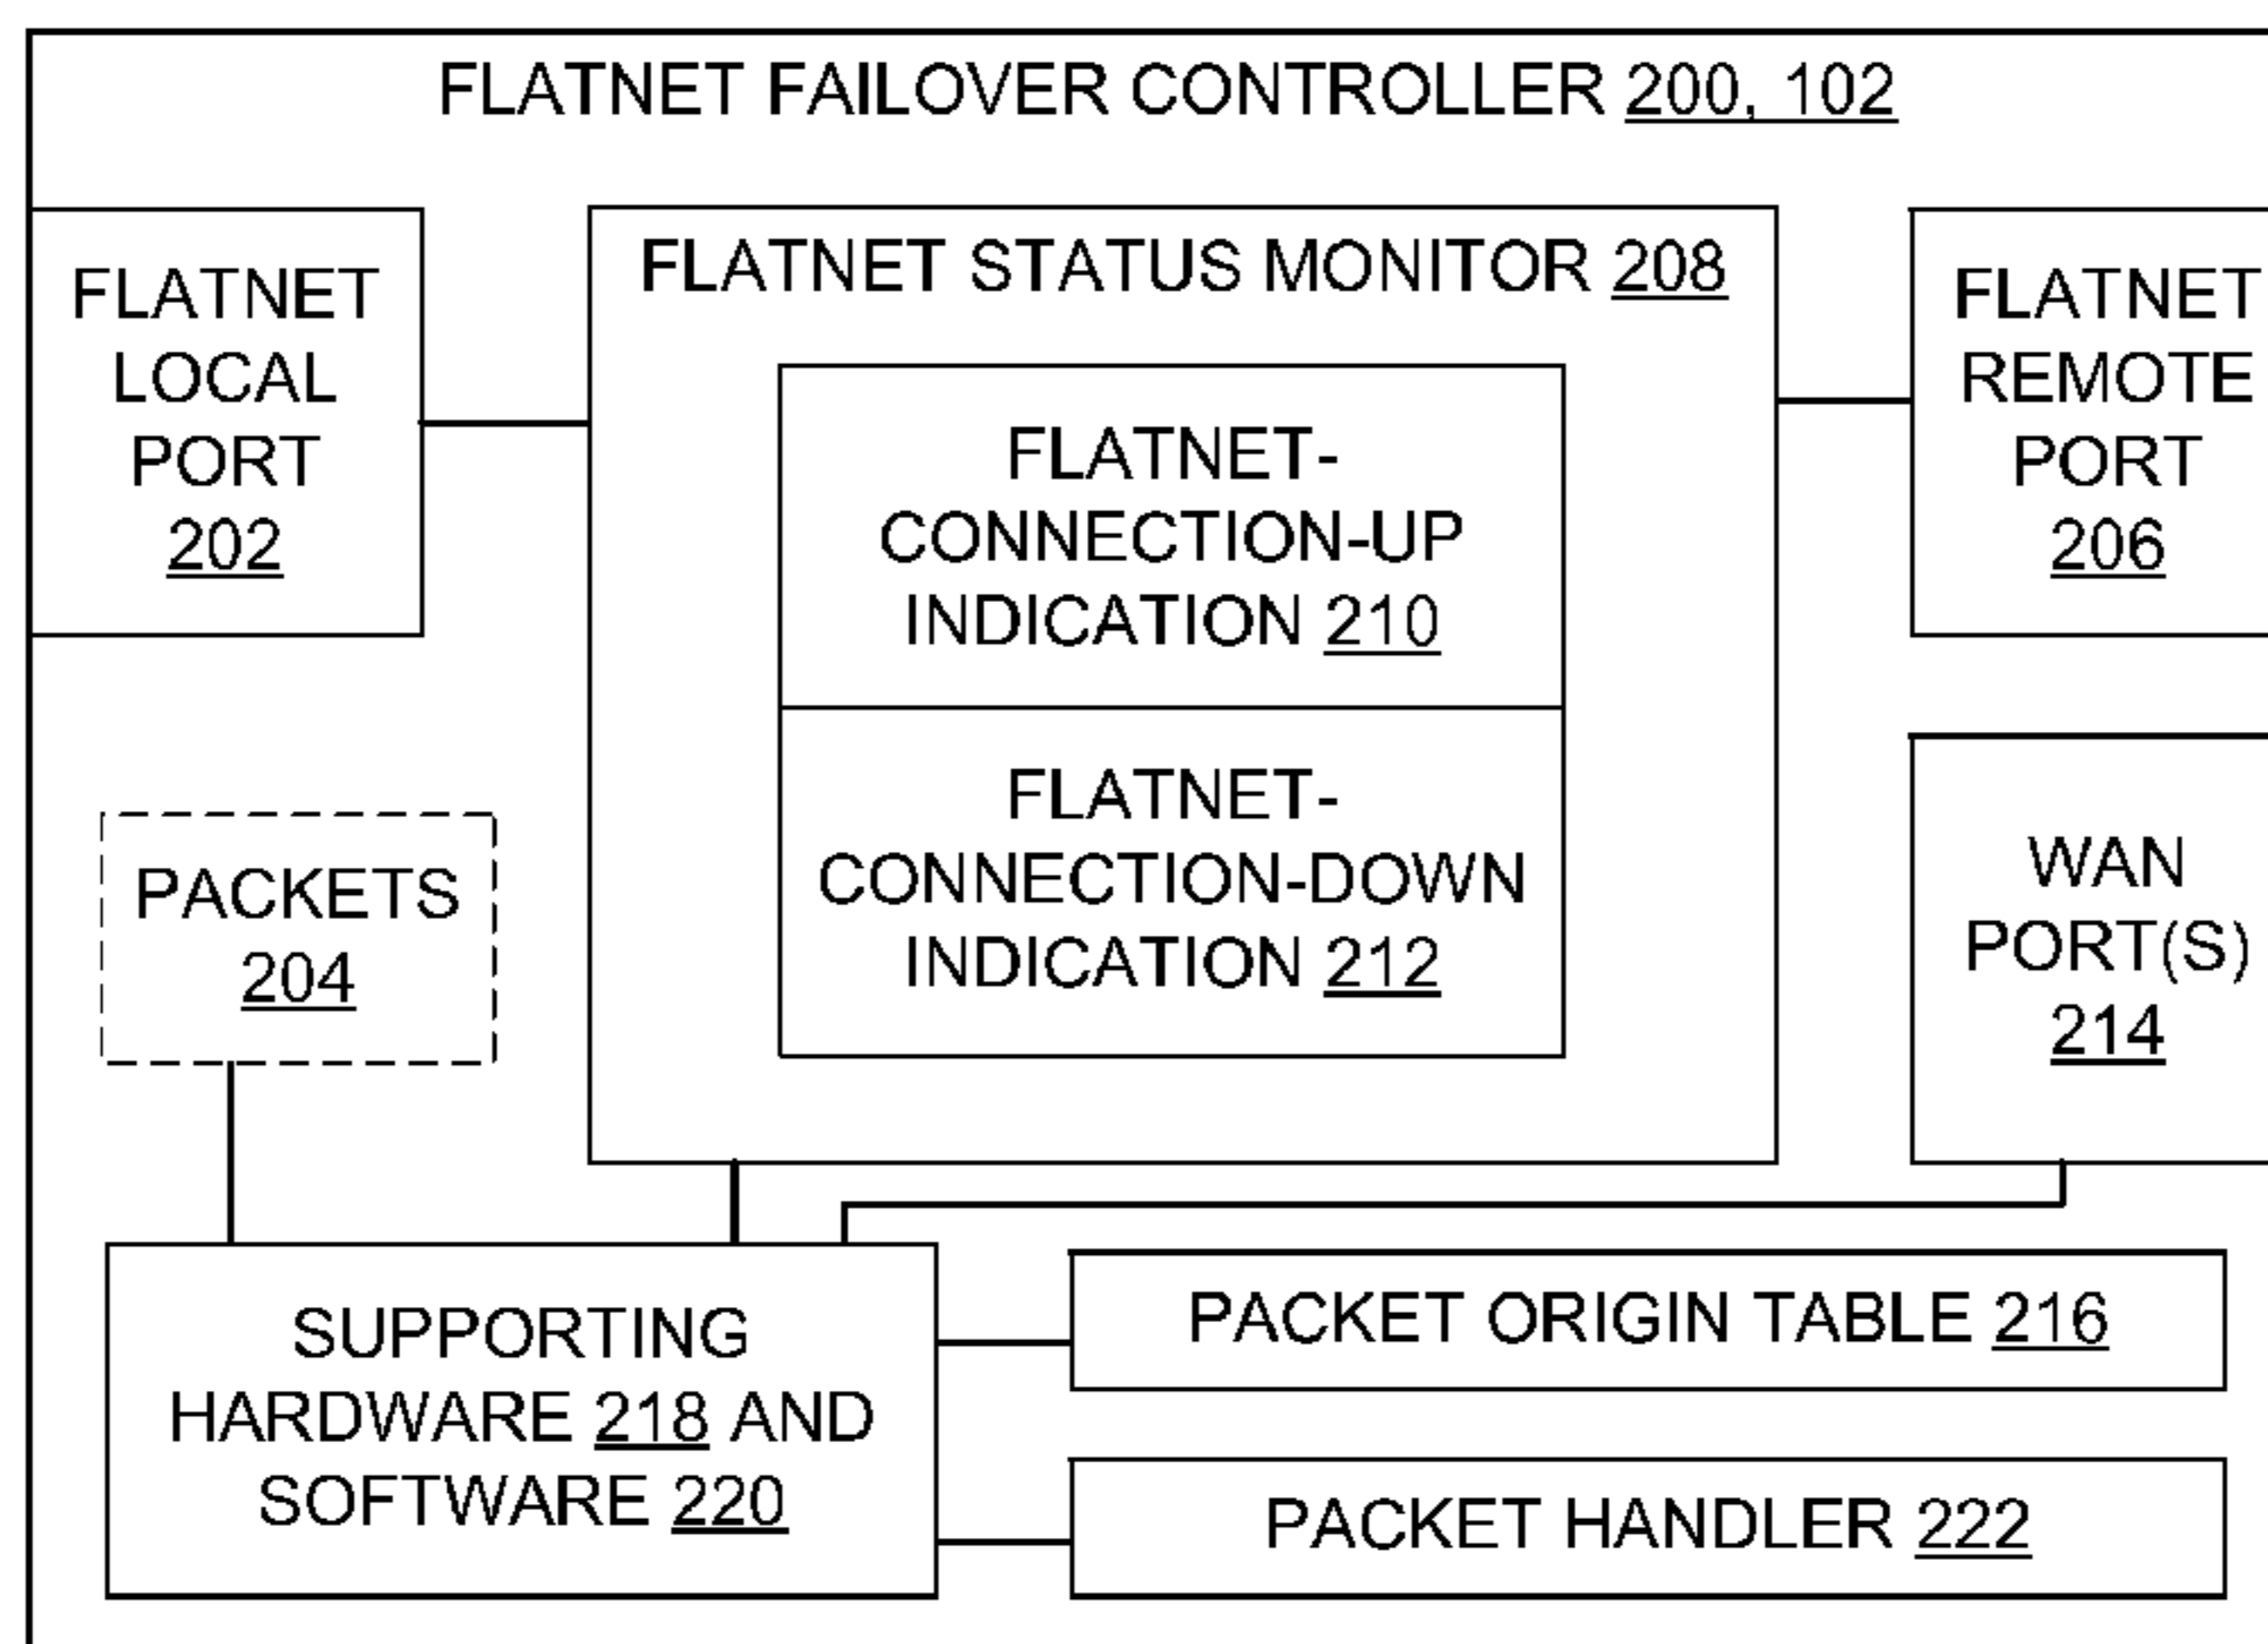 FLATNET FAILOVER CONTROLLER 200, 102
FLATNET
LOCAL
PORT
202
FLATNET STATUS MONITOR 208
FLATNET-
CONNECTION-UP
INDICATION 210
FLATNET-
CONNECTION-DOWN
INDICATION 212
FLATNET
REMOTE
PORT
206
PACKETS
204
WAN
PORT(S)
214
SUPPORTING
HARDWARE 218 AND
SOFTWARE 220
PACKET ORIGIN TABLE 216
PACKET HANDLER 222